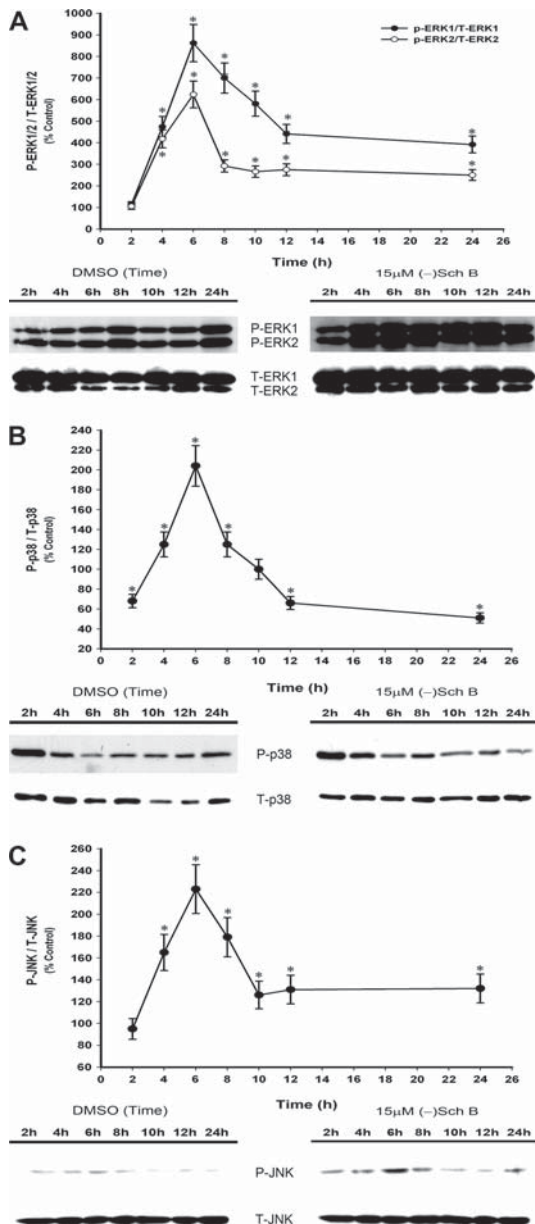 A
P-ERK1/2 / T-ERK1/2
(% Control)
1000
900
800
700
600
500
400
300
200
100
0
p-ERK1/T-ERK1
p-ERK2/T-ERK2
* * * * * * * * * * * *
0 2 4 6 8 10 12 14 16 18 20 22 24 26
Time (h)
DMSO (Time) 15µM (−)Sch B
2h 4h 6h 8h 10h 12h 24h 2h 4h 6h 8h 10h 12h 24h
P-ERK1
P-ERK2
T-ERK1
T-ERK2
B
P-p38 / T-p38
(% Control)
240
220
200
180
160
140
120
100
80
60
40
20
* * * * * *
0 2 4 6 8 10 12 14 16 18 20 22 24 26
Time (h)
DMSO (Time) 15µM (−)Sch B
2h 4h 6h 8h 10h 12h 24h 2h 4h 6h 8h 10h 12h 24h
P-p38
T-p38
C
P-JNK / T-JNK
(% Control)
260
220
180
140
100
60
20
* * * * * *
0 2 4 6 8 10 12 14 16 18 20 22 24 26
Time (h)
DMSO (Time) 15µM (−)Sch B
2h 4h 6h 8h 10h 12h 24h 2h 4h 6h 8h 10h 12h 24h
P-JNK
T-JNK